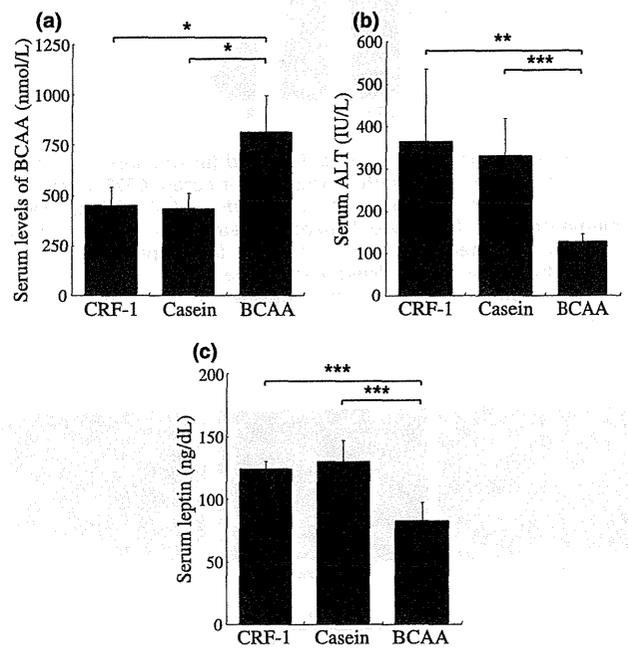 (a)
*
*
Serum levels of BCAA (nmol/L)
1250
1000
750
500
250
0
CRF-1 Casein BCAA
(b)
**
***
Serum ALT (IU/L)
600
500
400
300
200
100
0
CRF-1 Casein BCAA
(c)
***
***
Serum leptin (ng/dL)
200
150
100
50
0
CRF-1 Casein BCAA